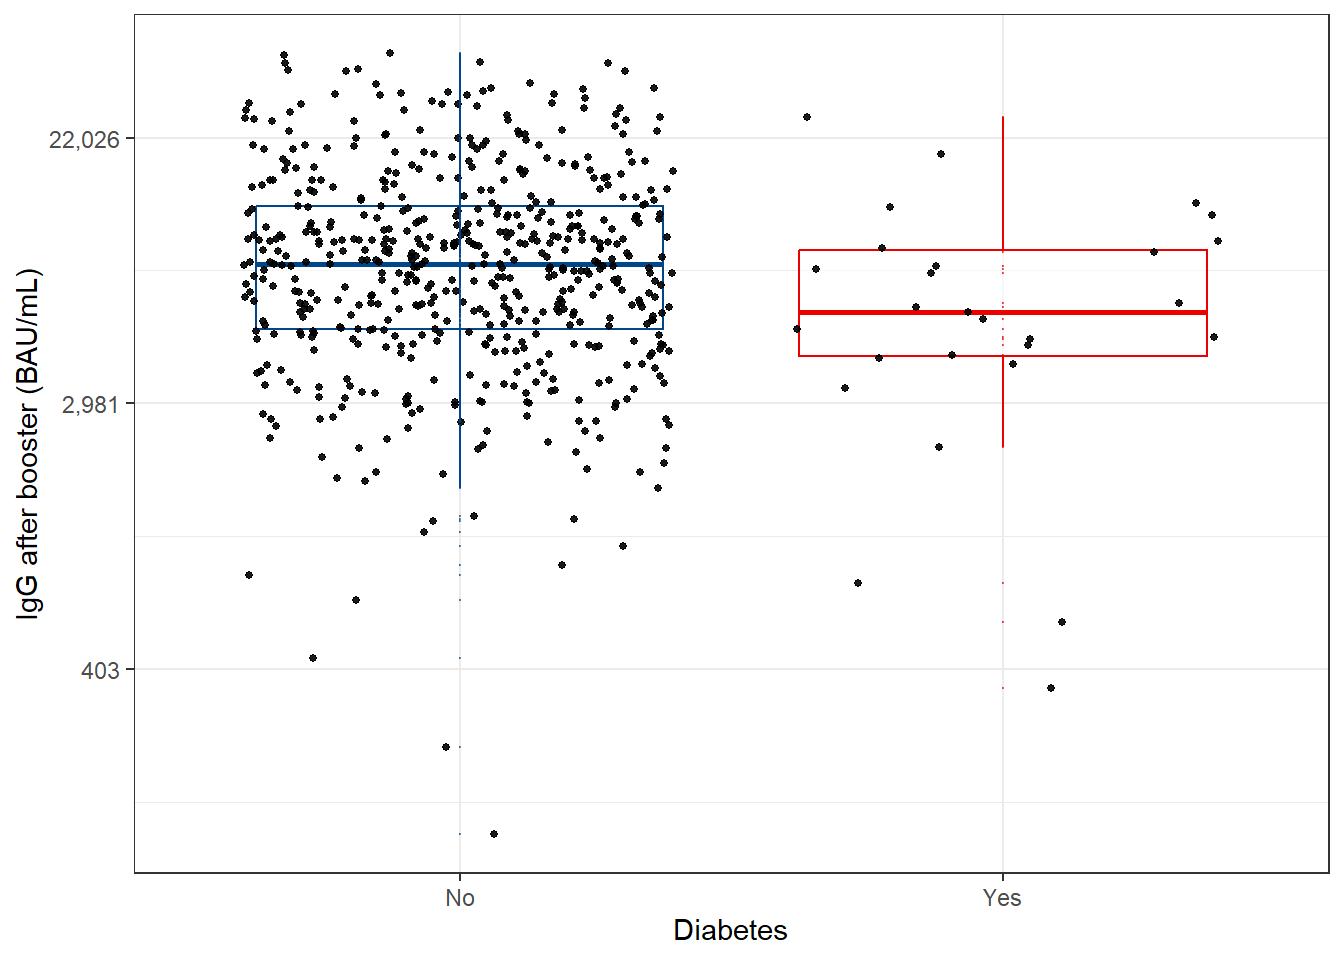 IgG after booster (BAU/mL)
22,026
2,981
403
No
Yes
Diabetes